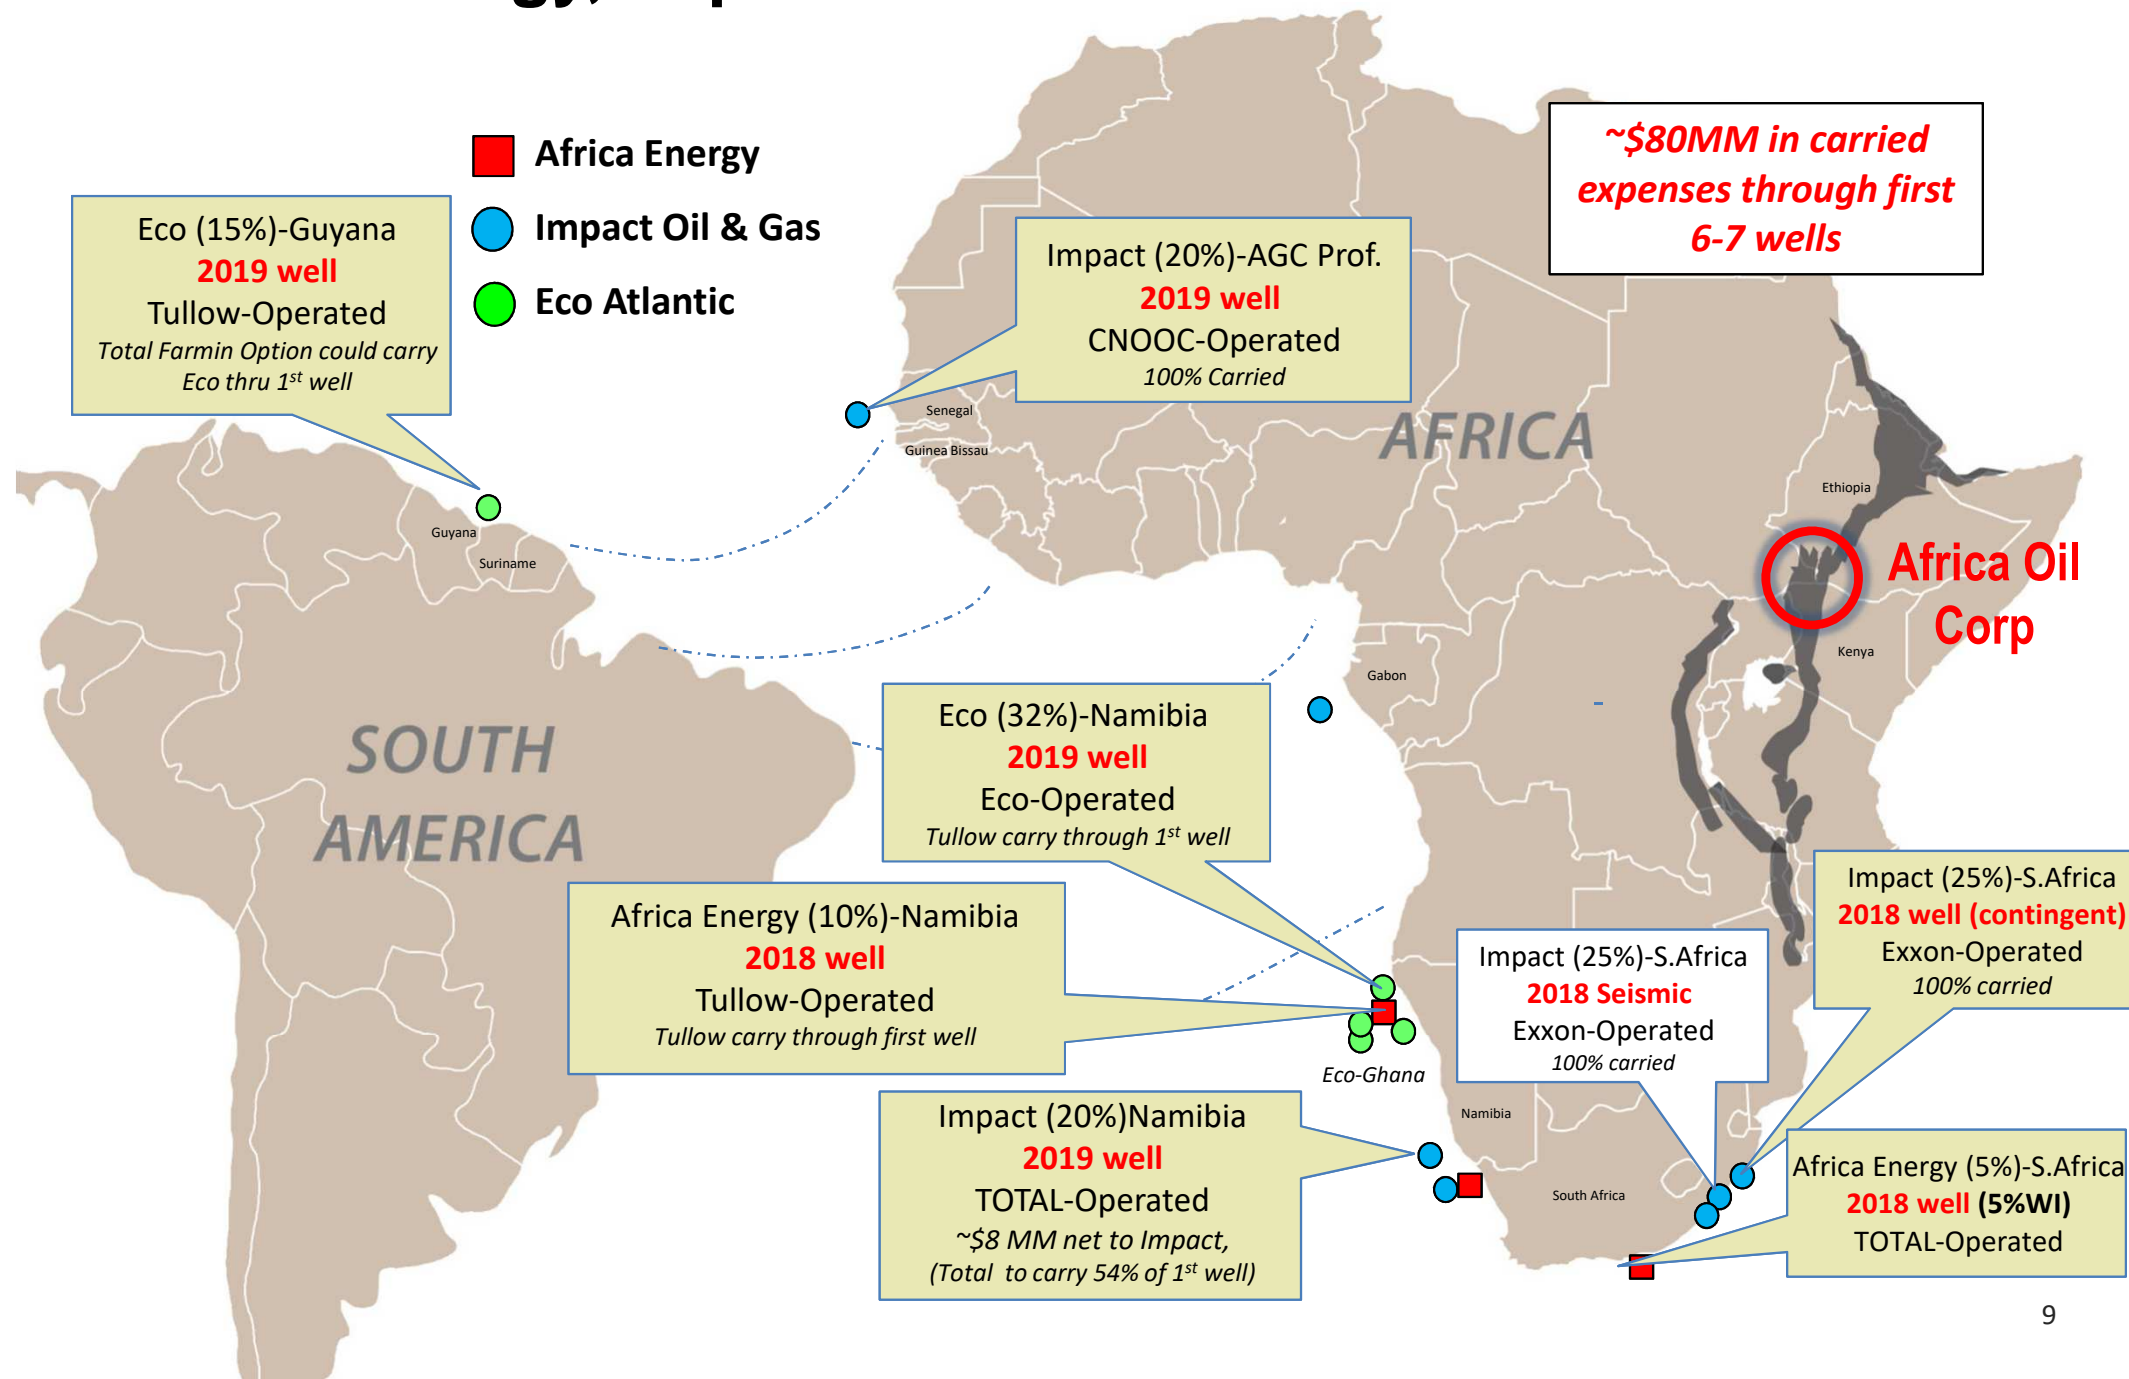 Africa Energy
Impact Oil & Gas
Eco Atlantic
~$80MM in carried
expenses through first
6-7 wells
Eco (15%)-Guyana
2019 well
Tullow-Operated
Total Farmin Option could carry
Eco thru 1st well
Impact (20%)-AGC Prof.
2019 well
CNOOC-Operated
100% Carried
Senegal
Guinea Bissau
AFRICA
Ethiopia
Guyana
Suriname
Africa Oil
Corp
Kenya
Gabon
SOUTH
AMERICA
Eco (32%)-Namibia
2019 well
Eco-Operated
Tullow carry through 1st well
Africa Energy (10%)-Namibia
2018 well
Tullow-Operated
Tullow carry through first well
Eco-Ghana
Impact (25%)-S.Africa
2018 Seismic
Exxon-Operated
100% carried
Impact (25%)-S.Africa
2018 well (contingent)
Exxon-Operated
100% carried
Namibia
South Africa
Impact (20%)Namibia
2019 well
TOTAL-Operated
~$8 MM net to Impact,
(Total to carry 54% of 1st well)
Africa Energy (5%)-S.Africa
2018 well (5%WI)
TOTAL-Operated
9